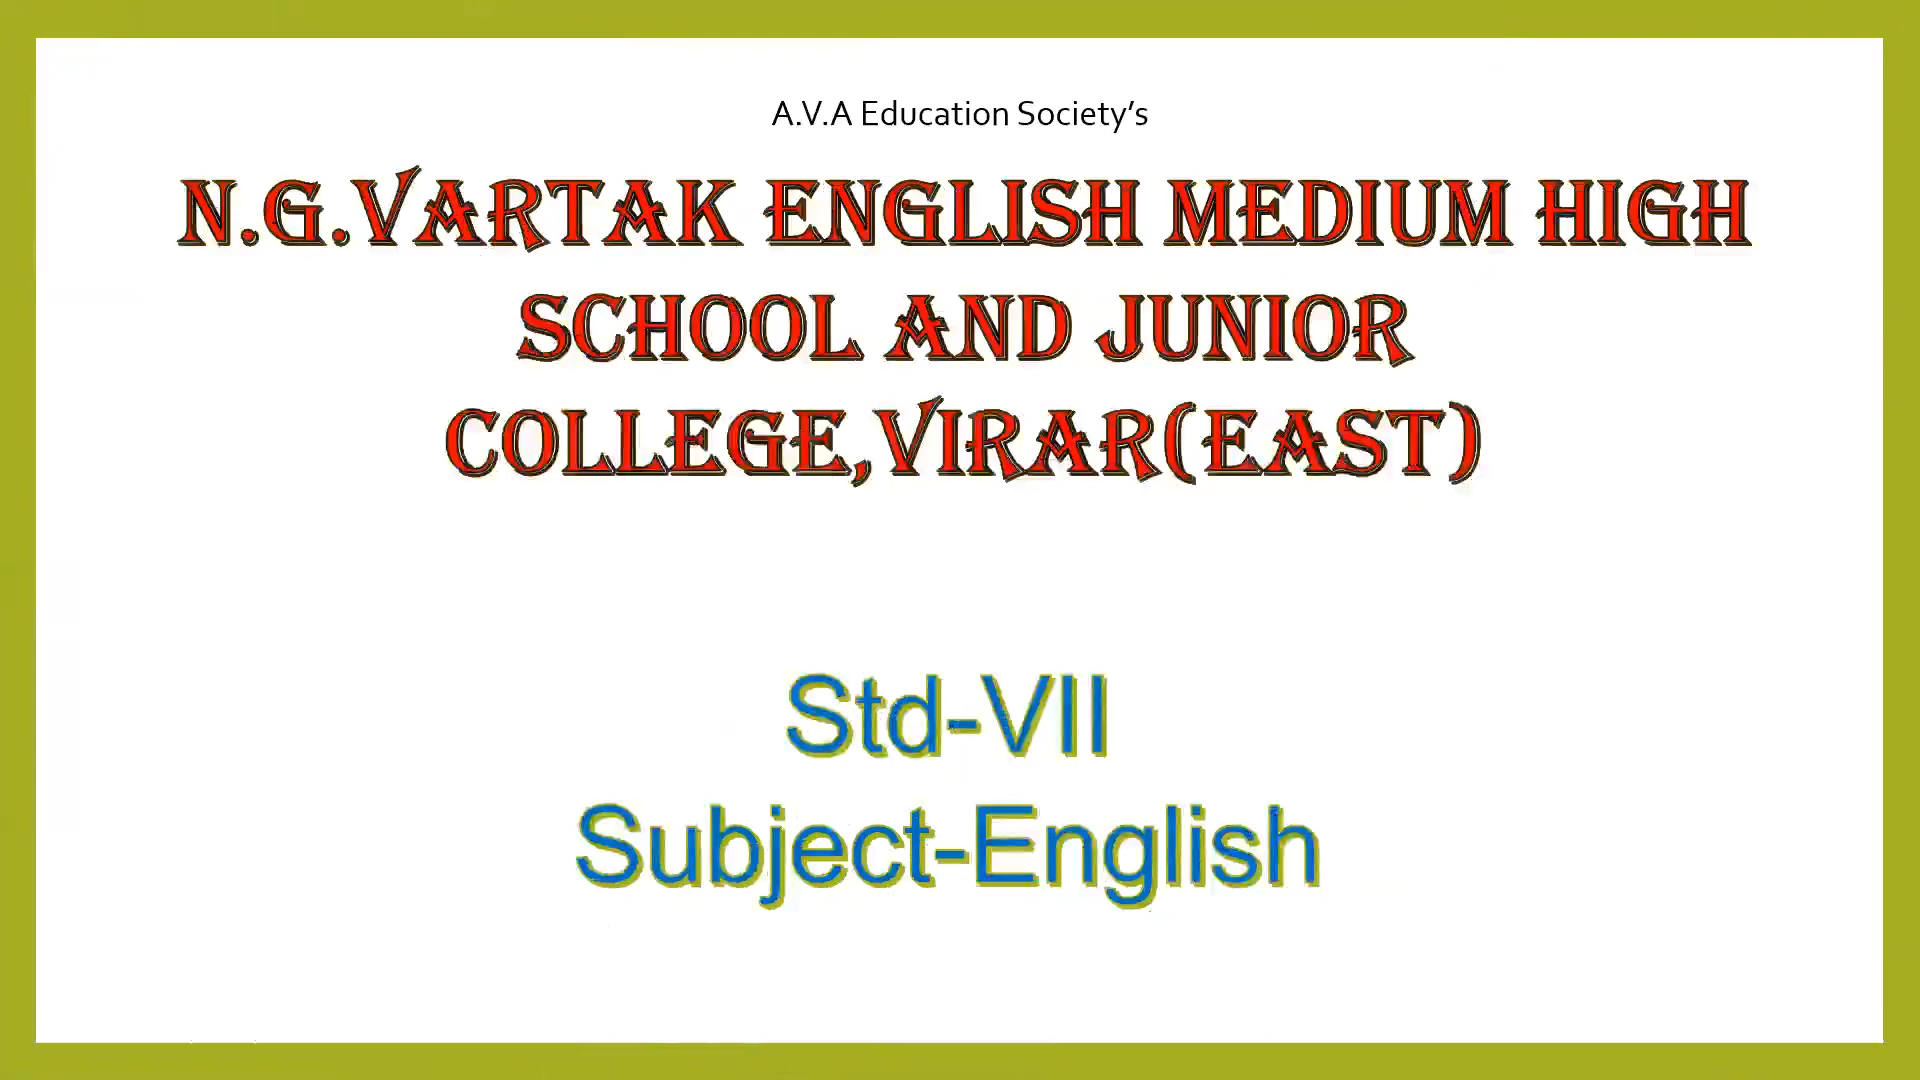 A.V.A Education Society’s
N.G.VARTAK ENGLISH MEDIUM HIGH
SCHOOL AND JUNIOR
COLLEGE,VIRAR(EAST)
Std-VII
Subject-English